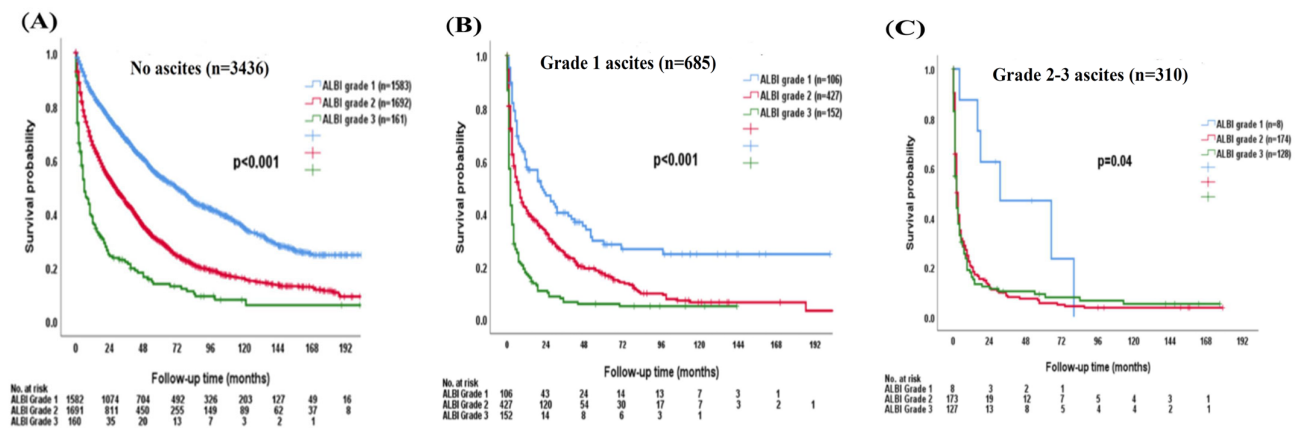 (A)
No ascites (n=3436)
ALBI grade 1 (n=1583)
ALBI grade 2 (n=1692)
ALBI grade 3 (n=161)
p<0.001
Survival probability
1.0
0.8
0.6
0.4
0.2
0.0
0 24 48 72 96 120 144 168 192
Follow-up time (months)
No. at risk
ALBI Grade 1 1582 1074 704 492 326 203 127 49 16
ALBI Grade 2 1691 811 450 255 149 89 62 37 8
ALBI Grade 3 160 35 20 13 7 3 2 1
(B)
Grade 1 ascites (n=685)
ALBI grade 1 (n=106)
ALBI grade 2 (n=427)
ALBI grade 3 (n=152)
p<0.001
Survival probability
1.0
0.8
0.6
0.4
0.2
0.0
0 24 48 72 96 120 144 168 192
Follow-up time (months)
No. at risk
ALBI Grade 1 106 43 24 14 13 7 3 1
ALBI Grade 2 427 120 54 30 17 7 3 2 1
ALBI Grade 3 152 14 8 6 3 1
(C)
Grade 2-3 ascites (n=310)
ALBI grade 1 (n=8)
ALBI grade 2 (n=174)
ALBI grade 3 (n=128)
p=0.04
Survival probability
1.0
0.8
0.6
0.4
0.2
0.0
0 24 48 72 96 120 144 168 192
Follow-up time (months)
No. at risk
ALBI Grade 1 8 3 2 1
ALBI Grade 2 173 19 12 7 5 4 3 1
ALBI Grade 3 127 13 8 5 4 4 2 1